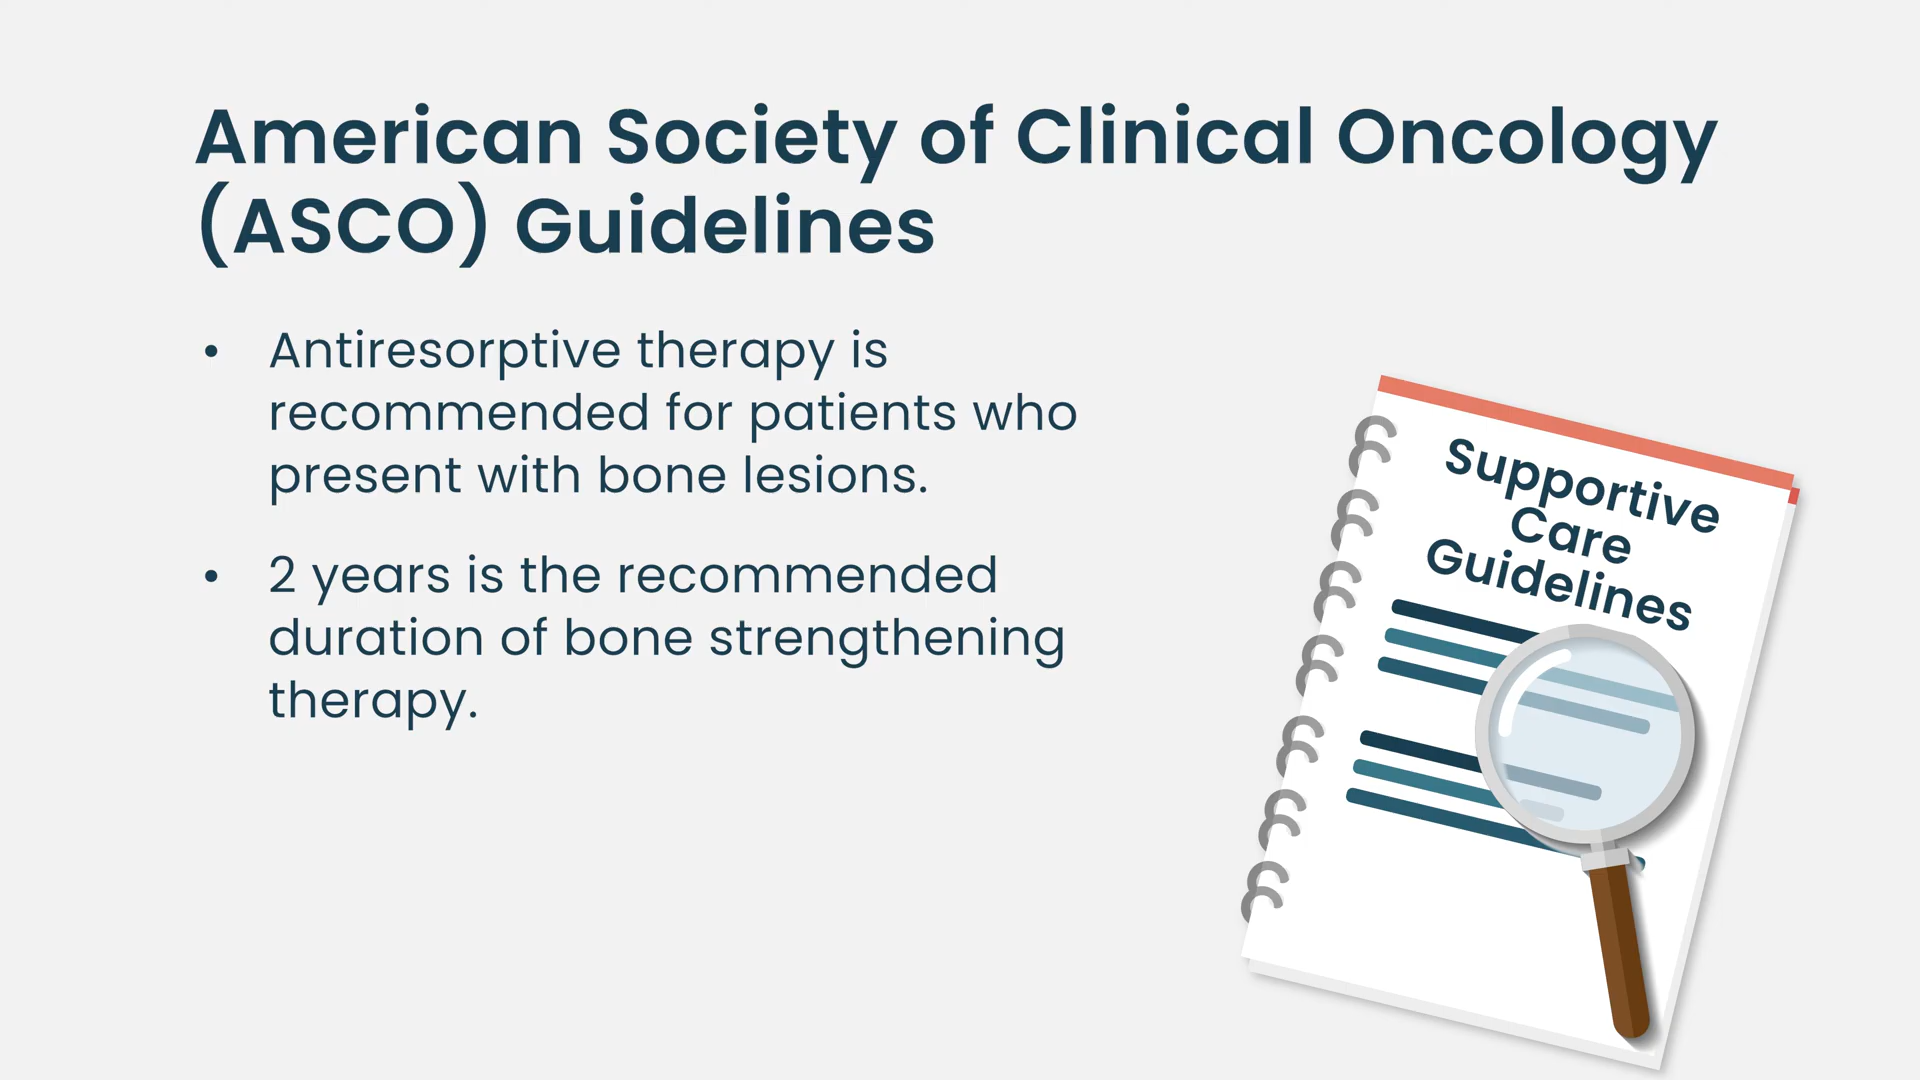 American Society of Clinical Oncology
(ASCO) Guidelines
• Antiresorptive therapy is
recommended for patients who
present with bone lesions.
• 2 years is the recommended
duration of bone strengthening
therapy.
Supportive
Care
Guidelines